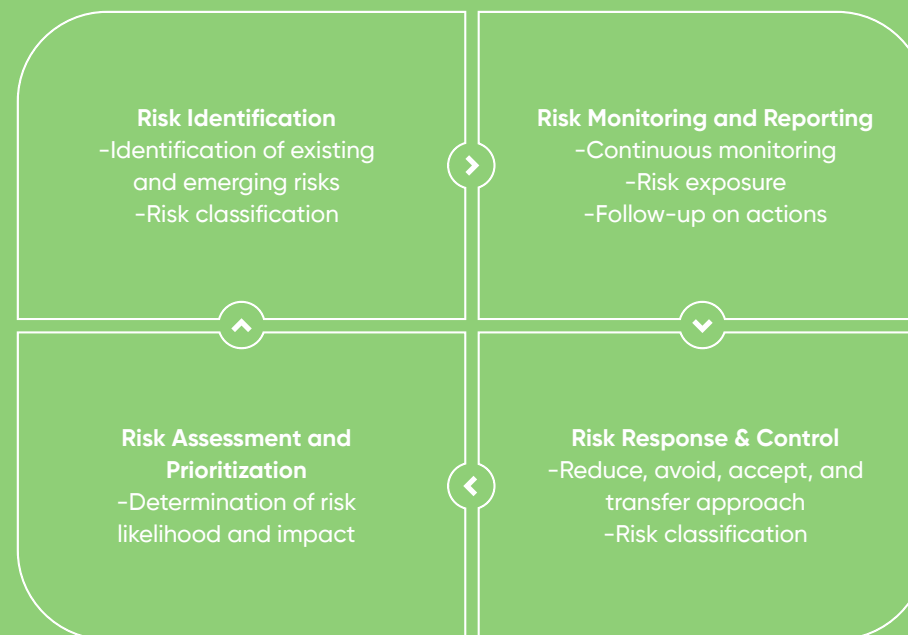 Risk Identification
-Identification of existing
and emerging risks
-Risk classification
Risk Monitoring and Reporting
-Continuous monitoring
-Risk exposure
-Follow-up on actions
Risk Assessment and
Prioritization
-Determination of risk
likelihood and impact
Risk Response & Control
-Reduce, avoid, accept, and
transfer approach
-Risk classification